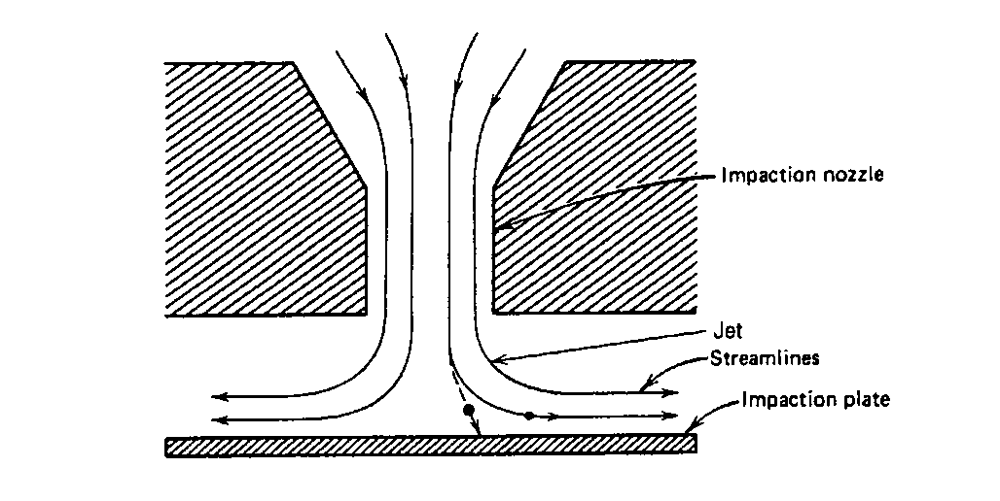 Impaction nozzle
Jet
Streamlines
Impaction plate